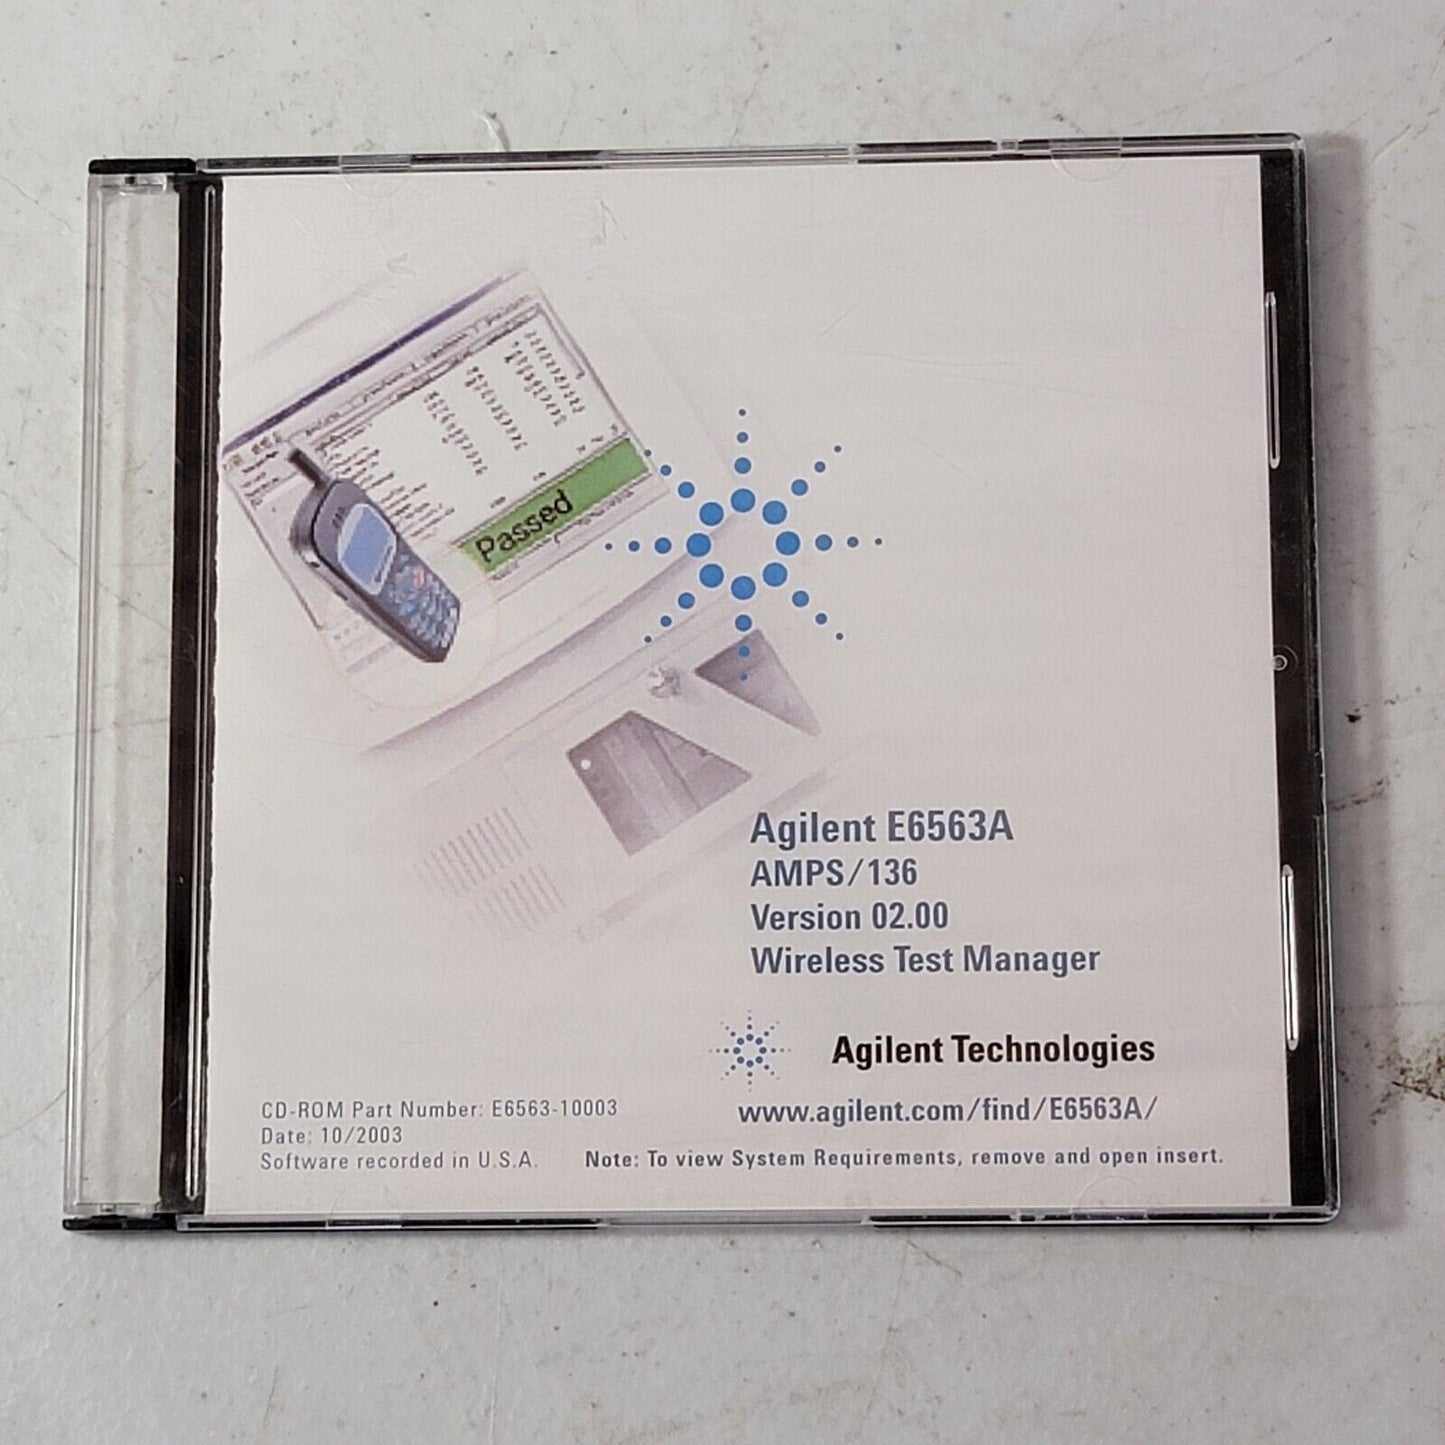 Passed
Agilent E6563A
AMPS/136
Version 02.00
Wireless Test Manager
Agilent Technologies
CD-ROM Part Number: E6563-10003
www.agilent.com/find/E6563A/
Date: 10/2003
Software recorded in U.S.A.
Note: To view System Requirements, remove and open insert.